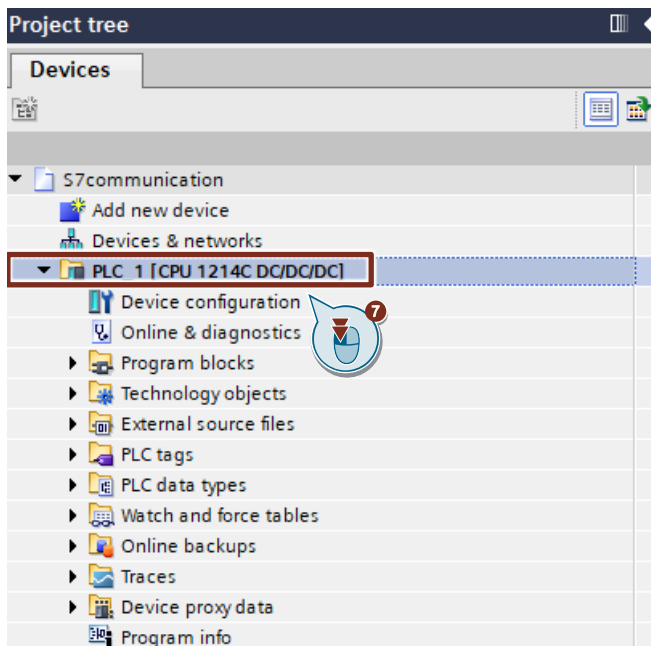 Project tree
Devices
S7communication
Add new device
Devices & networks
PLC_1 [CPU 1214C DC/DC/DC]
Device configuration
7
Online & diagnostics
Program blocks
Technology objects
External source files
PLC tags
PLC data types
Watch and force tables
Online backups
Traces
Device proxy data
Program info